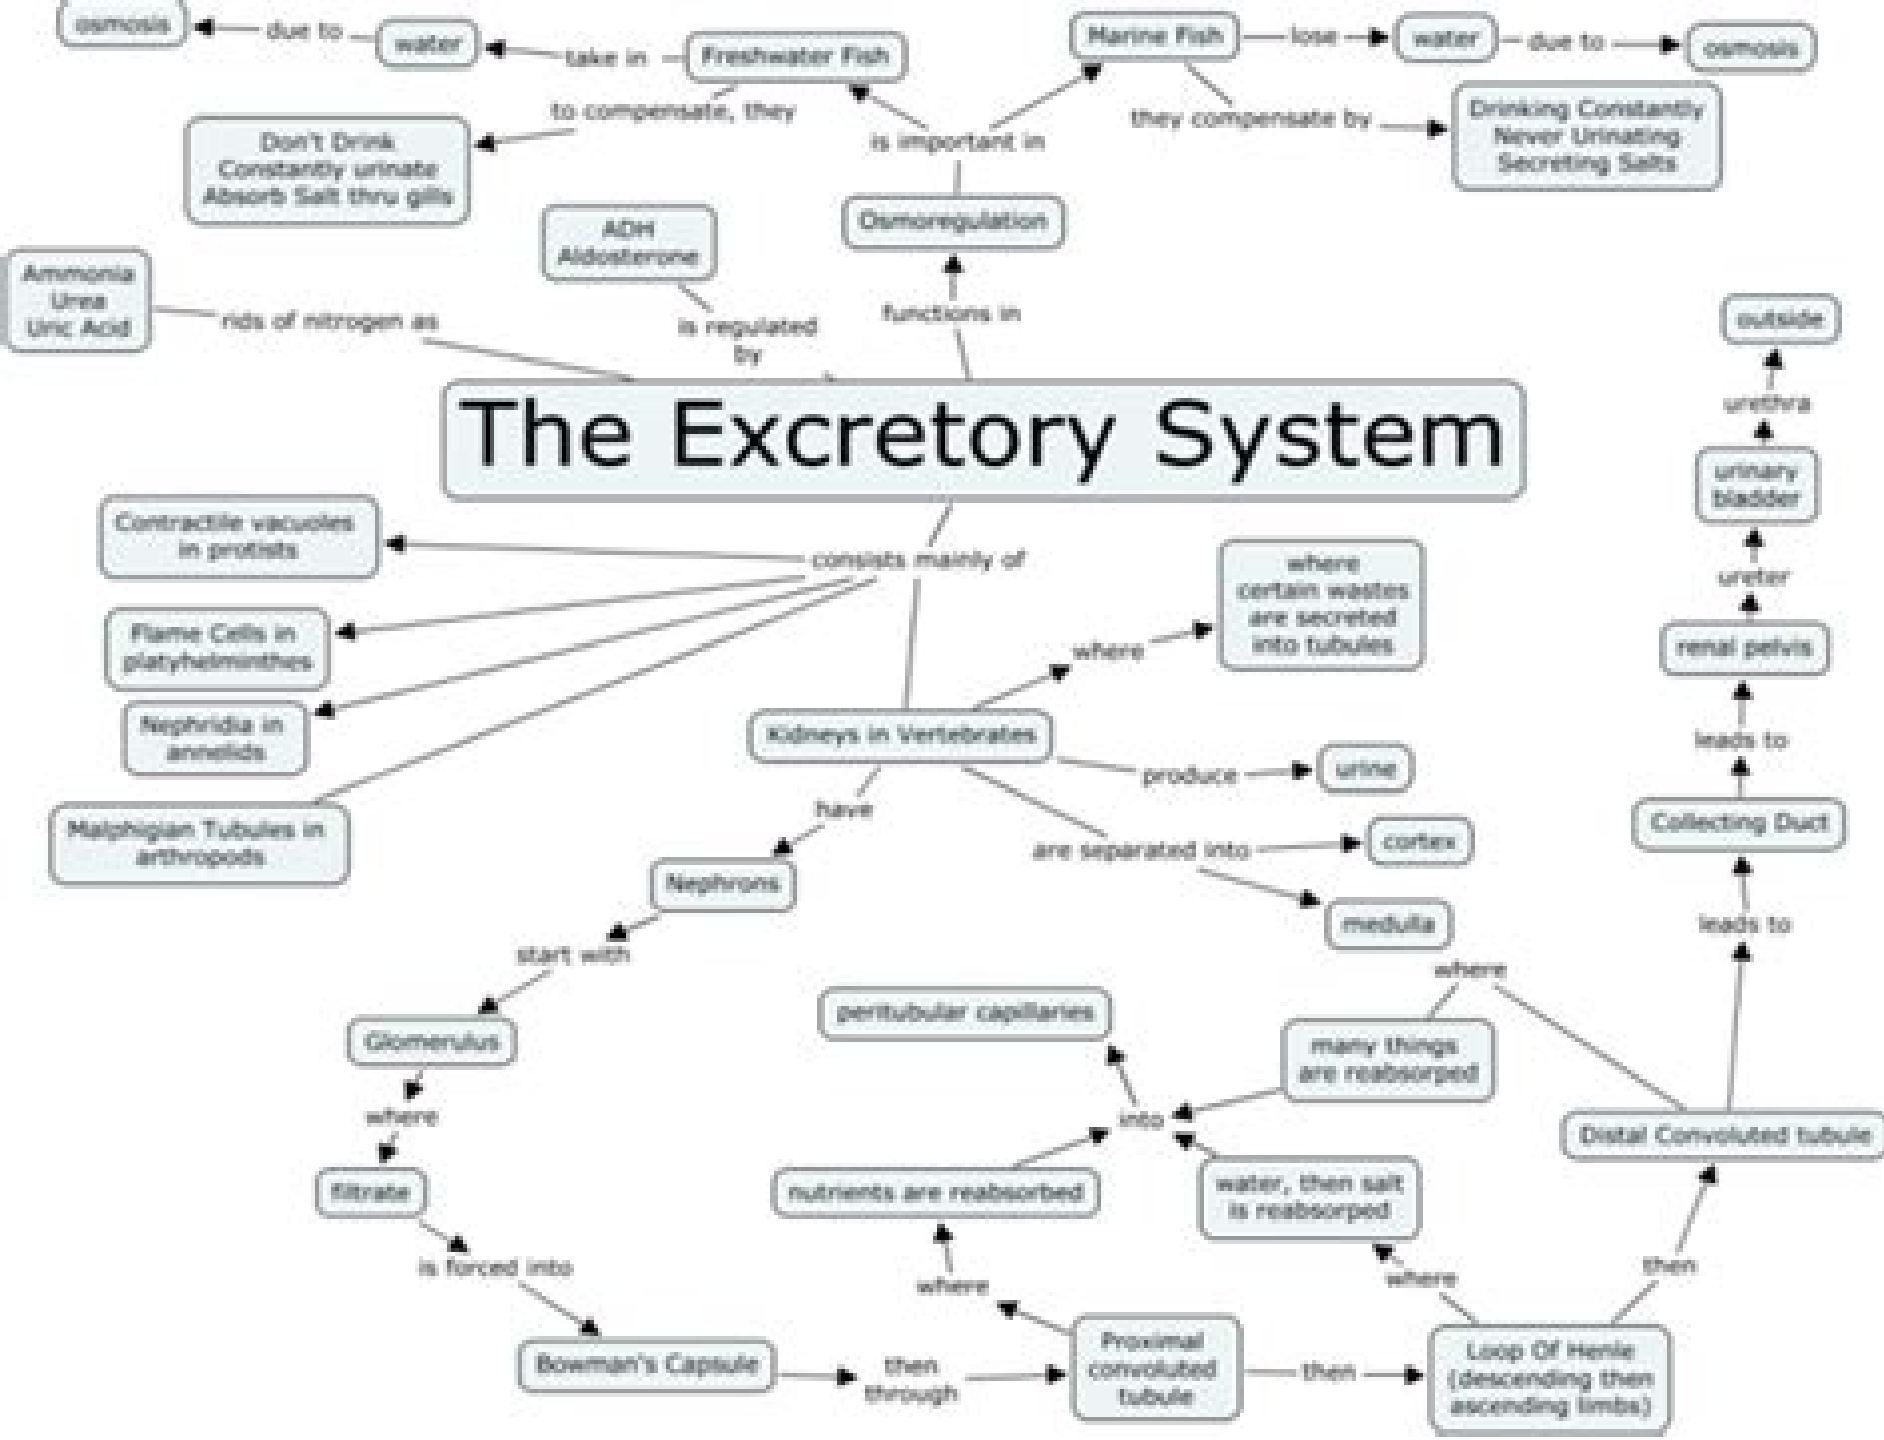 osmosis
due to
water
take in
Freshwater Fish
Marine Fish
lose
water
due to
osmosis
to compensate, they
Don't Drink
Constantly urinate
Absorb Salt thru gills
is important in
they compensate by
Drinking Constantly
Never Urinating
Secreting Salts
ADH
Aldosterone
Osmoregulation
Ammonia
Urea
Uric Acid
rids of nitrogen as
is regulated
by
functions in
The Excretory System
outside
urethra
urinary
bladder
ureter
renal pelvis
leads to
Collecting Duct
leads to
Contractile vacuoles
in protists
consists mainly of
Flame Cells in
platyhelminthes
Nephridia in
annelids
Malphigian Tubules in
arthropods
where
certain wastes
are secreted
into tubules
where
Kidneys in Vertebrates
produce
urine
have
are separated into
cortex
medulla
Nephrons
start with
Glomerulus
where
filtrate
is forced into
Bowman's Capsule
then
through
Proximal
convoluted
tubule
where
nutrients are reabsorbed
into
peritubular capillaries
then
Loop Of Henle
(descending then
ascending limbs)
where
water, then salt
is reabsorped
then
Distal Convoluted tubule
where
many things
are reabsorped